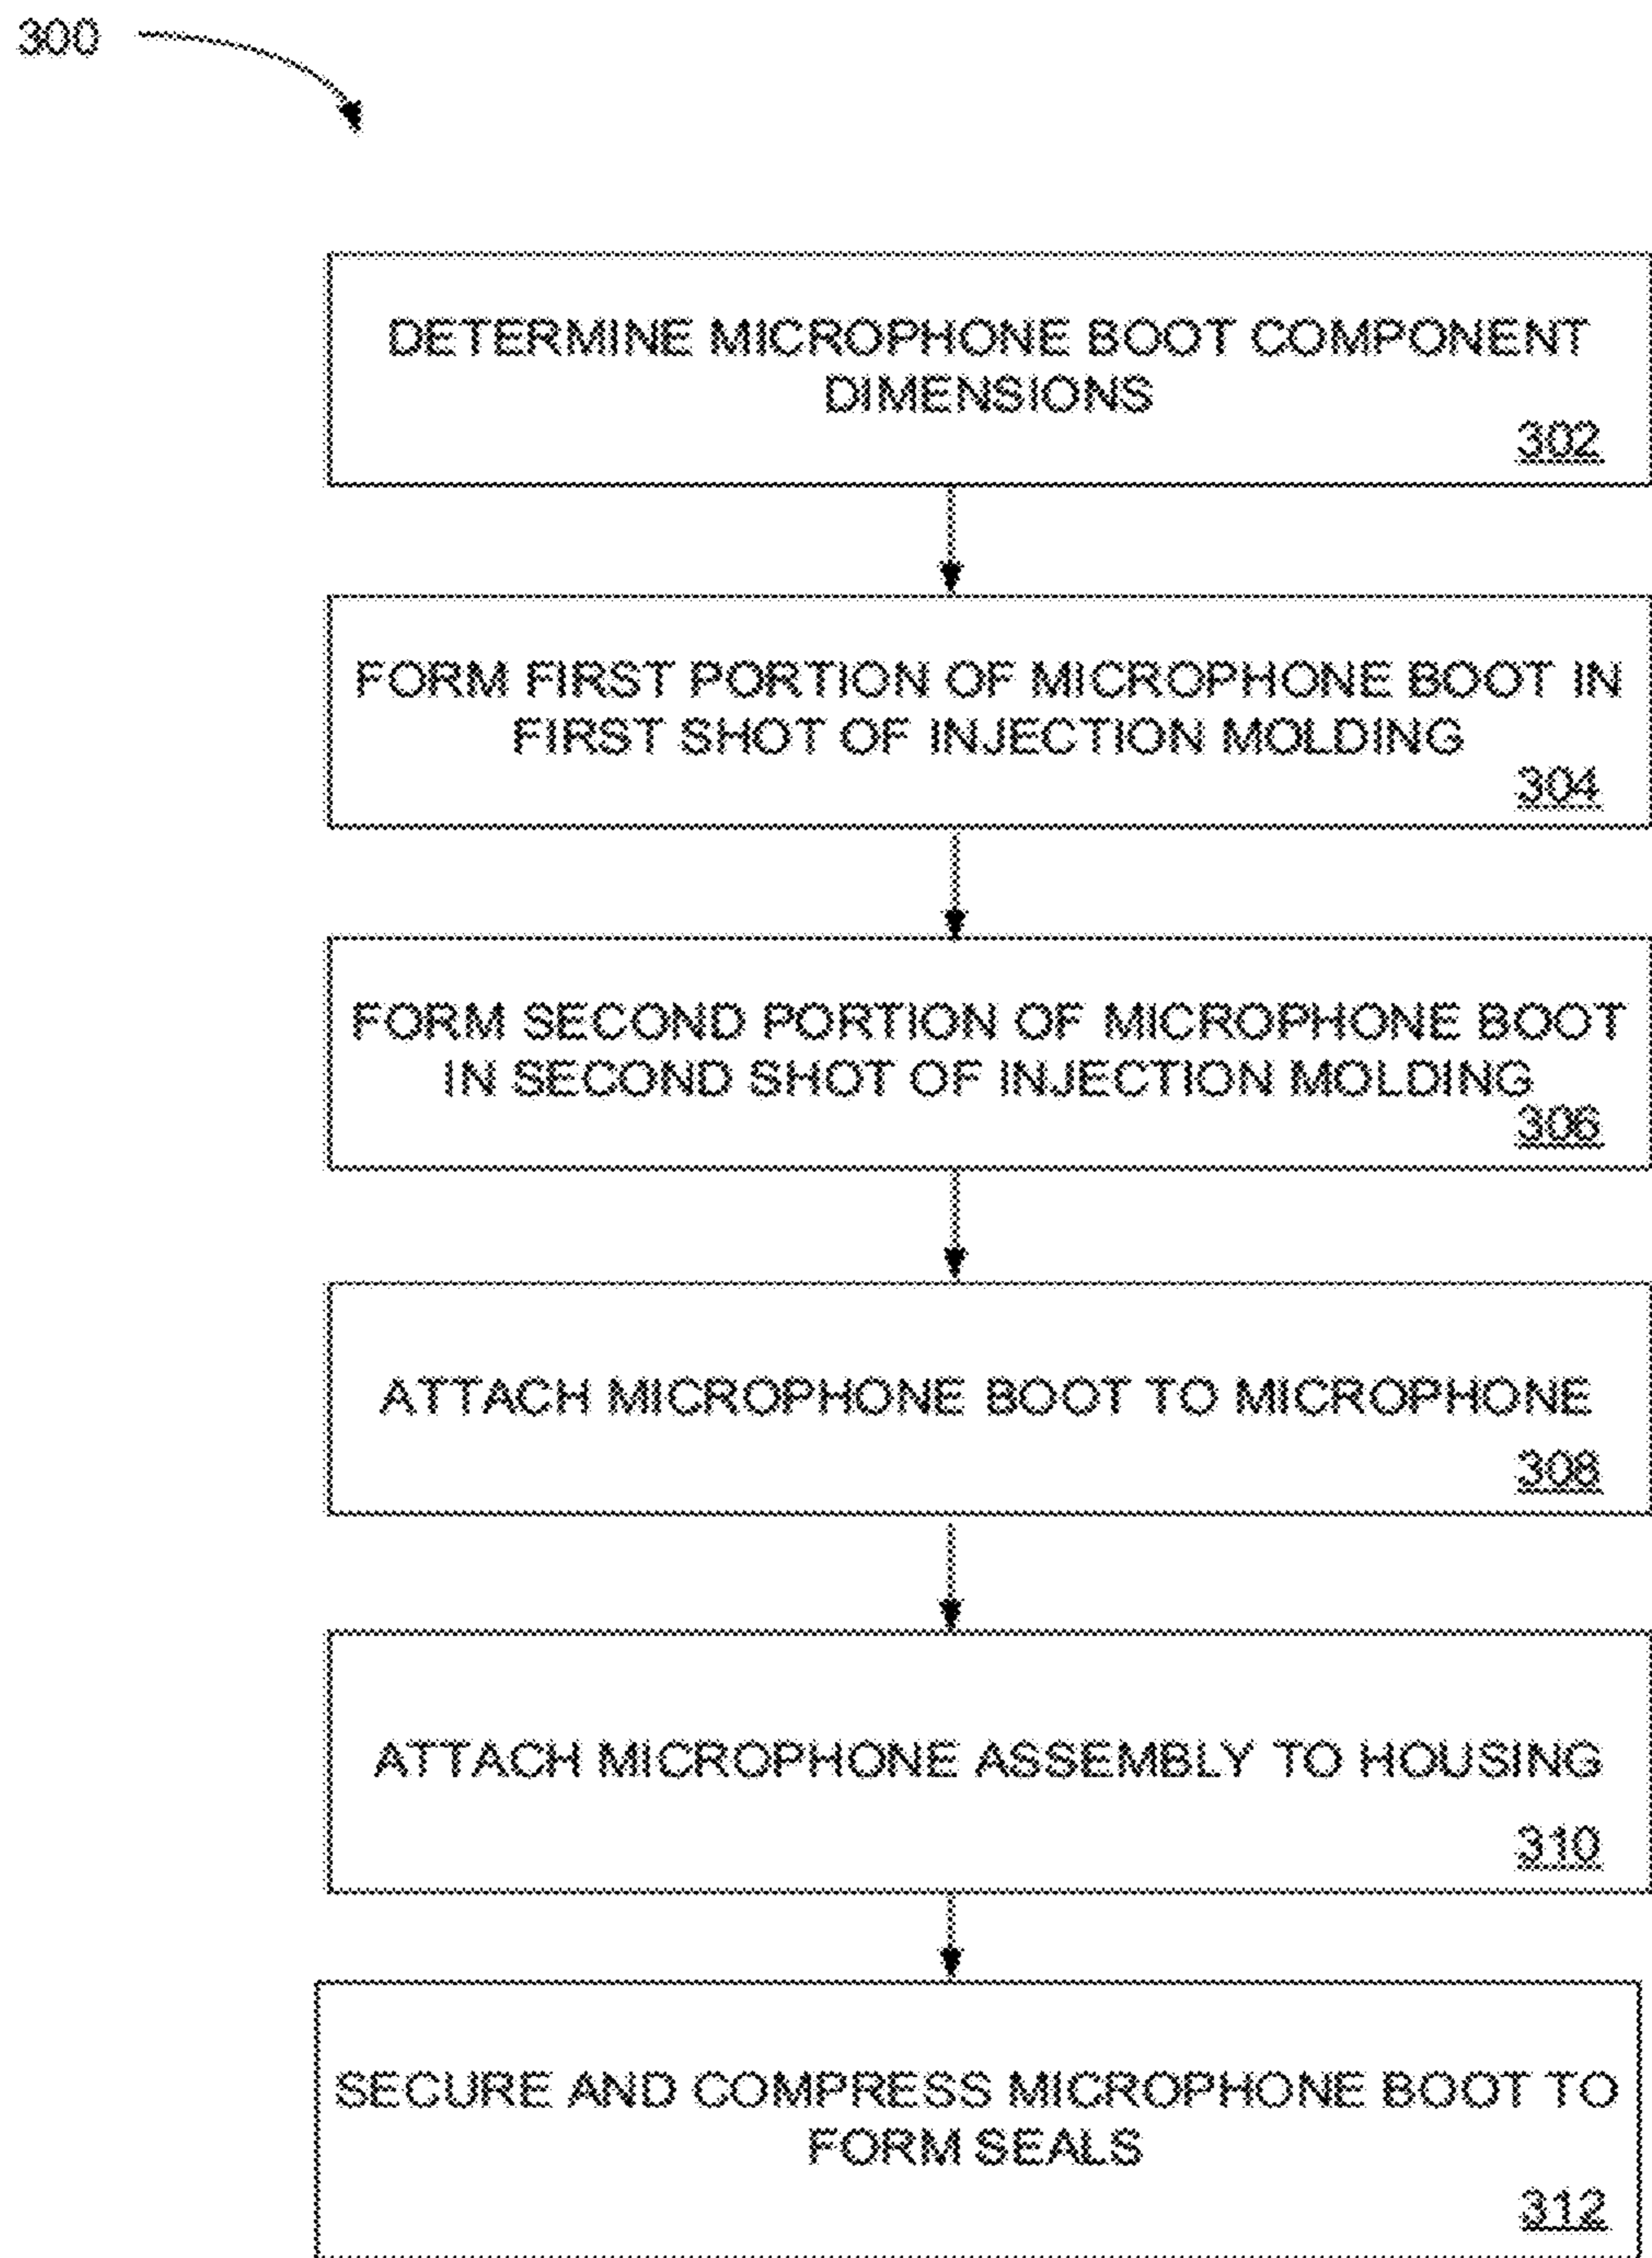 300
DETERMINE MICROPHONE BOOT COMPONENT
DIMENSIONS
302
FORM FIRST PORTION OF MICROPHONE BOOT IN
FIRST SHOT OF INJECTION MOLDING
304
FORM SECOND PORTION OF MICROPHONE BOOT
IN SECOND SHOT OF INJECTION MOLDING
306
ATTACH MICROPHONE BOOT TO MICROPHONE
308
ATTACH MICROPHONE ASSEMBLY TO HOUSING
310
SECURE AND COMPRESS MICROPHONE BOOT TO
FORM SEALS
312